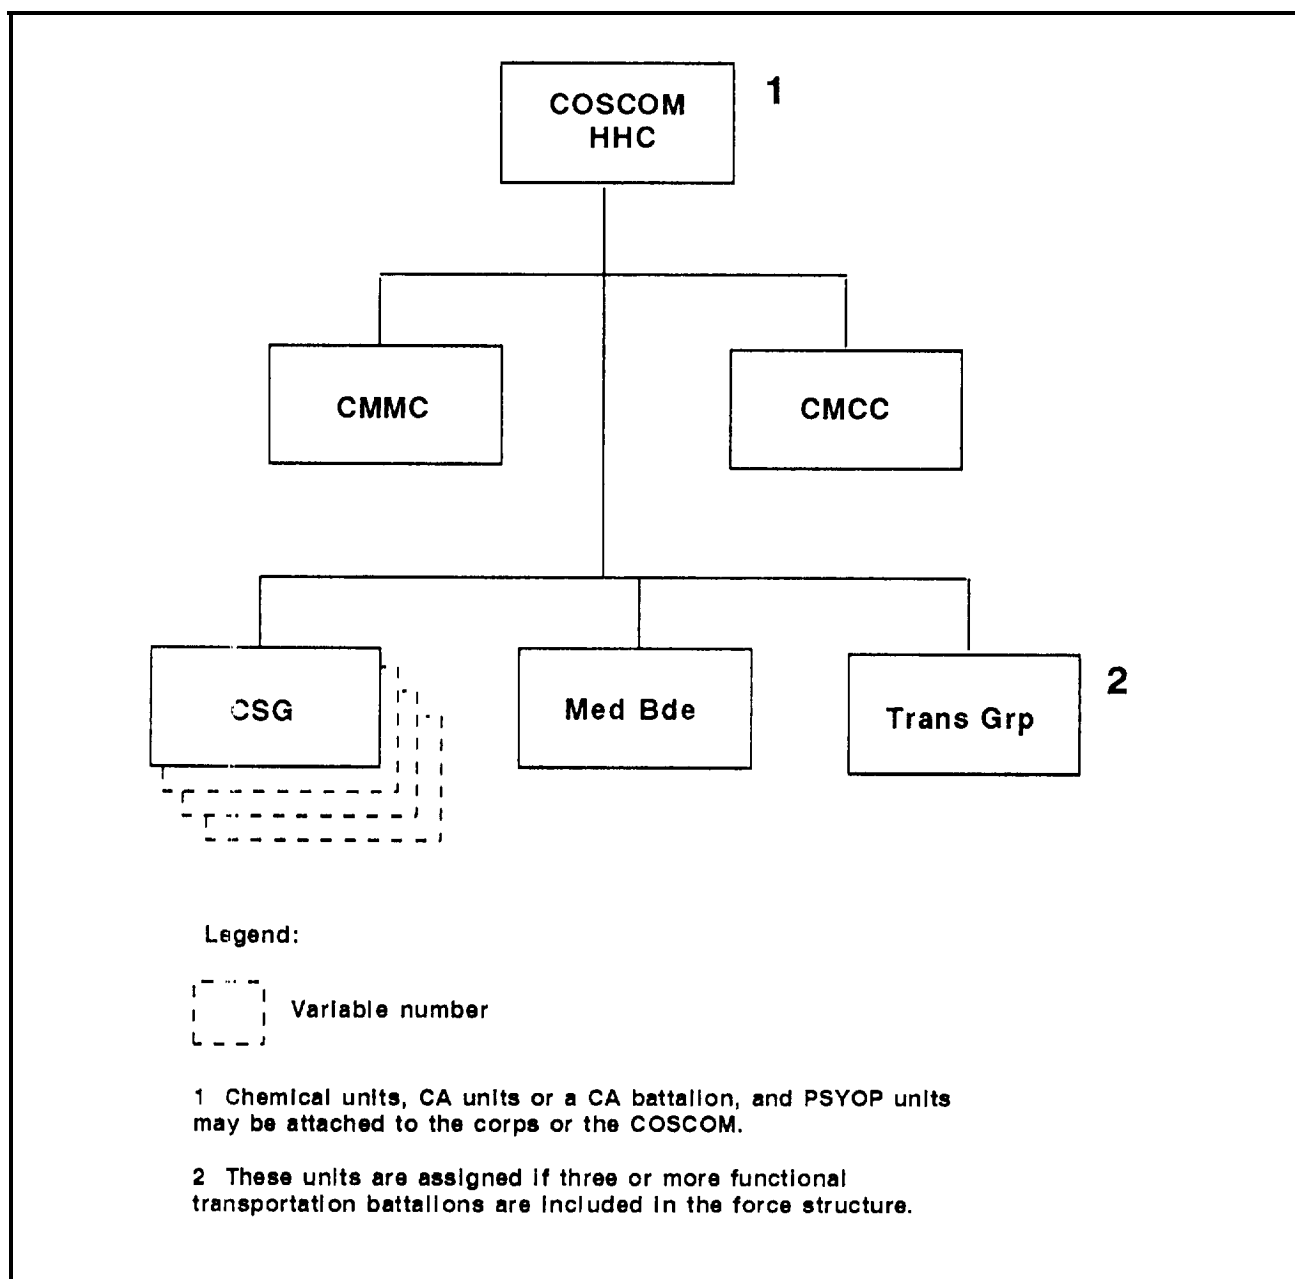 COSCOM
HHC
1
CMMC
CMCC
CSG
Med Bde
Trans Grp
2
Legend:
Variable number
1 Chemical units, CA units or a CA battalion, and PSYOP units
may be attached to the corps or the COSCOM.
2 These units are assigned if three or more functional
transportation battalions are included in the force structure.